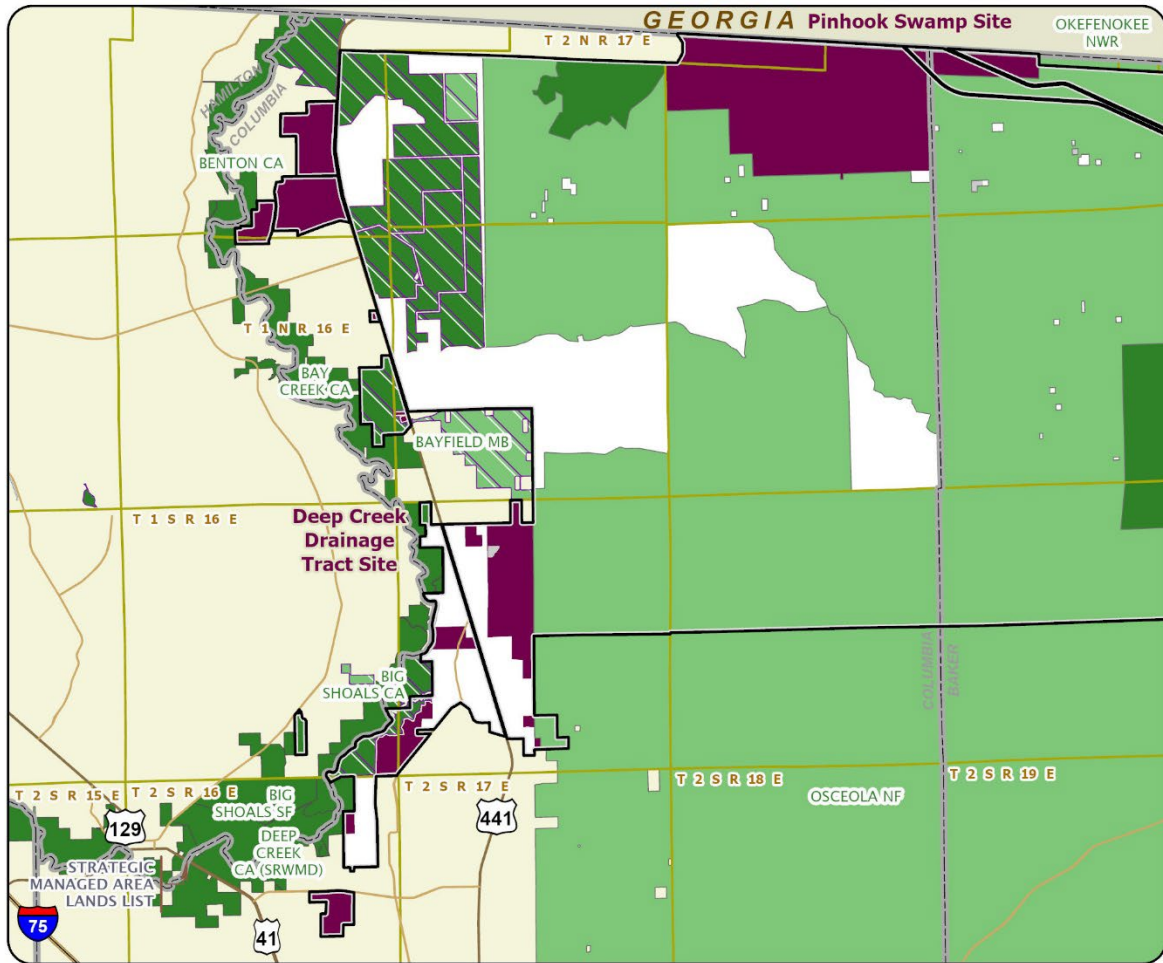 GEORGIA
Pinhook Swamp Site
OKEFENOKEE
NWR
T 2 N R 17 E
HAMILTON
COLUMBIA
BENTON CA
T 1 N R 16 E
BAY
CREEK CA
BAYFIELD MB
T 1 S R 16 E
Deep Creek
Drainage
Tract Site
COLUMBIA
BAKER
BIG
SHOALS CA
T 2 S R 15 E
T 2 S R 16 E
T 2 S R 17 E
T 2 S R 18 E
T 2 S R 19 E
BIG
SHOALS SF
OSCEOLA NF
129
441
DEEP
CREEK
CA (SRWMD)
STRATEGIC
MANAGED AREA
LANDS LIST
75
41